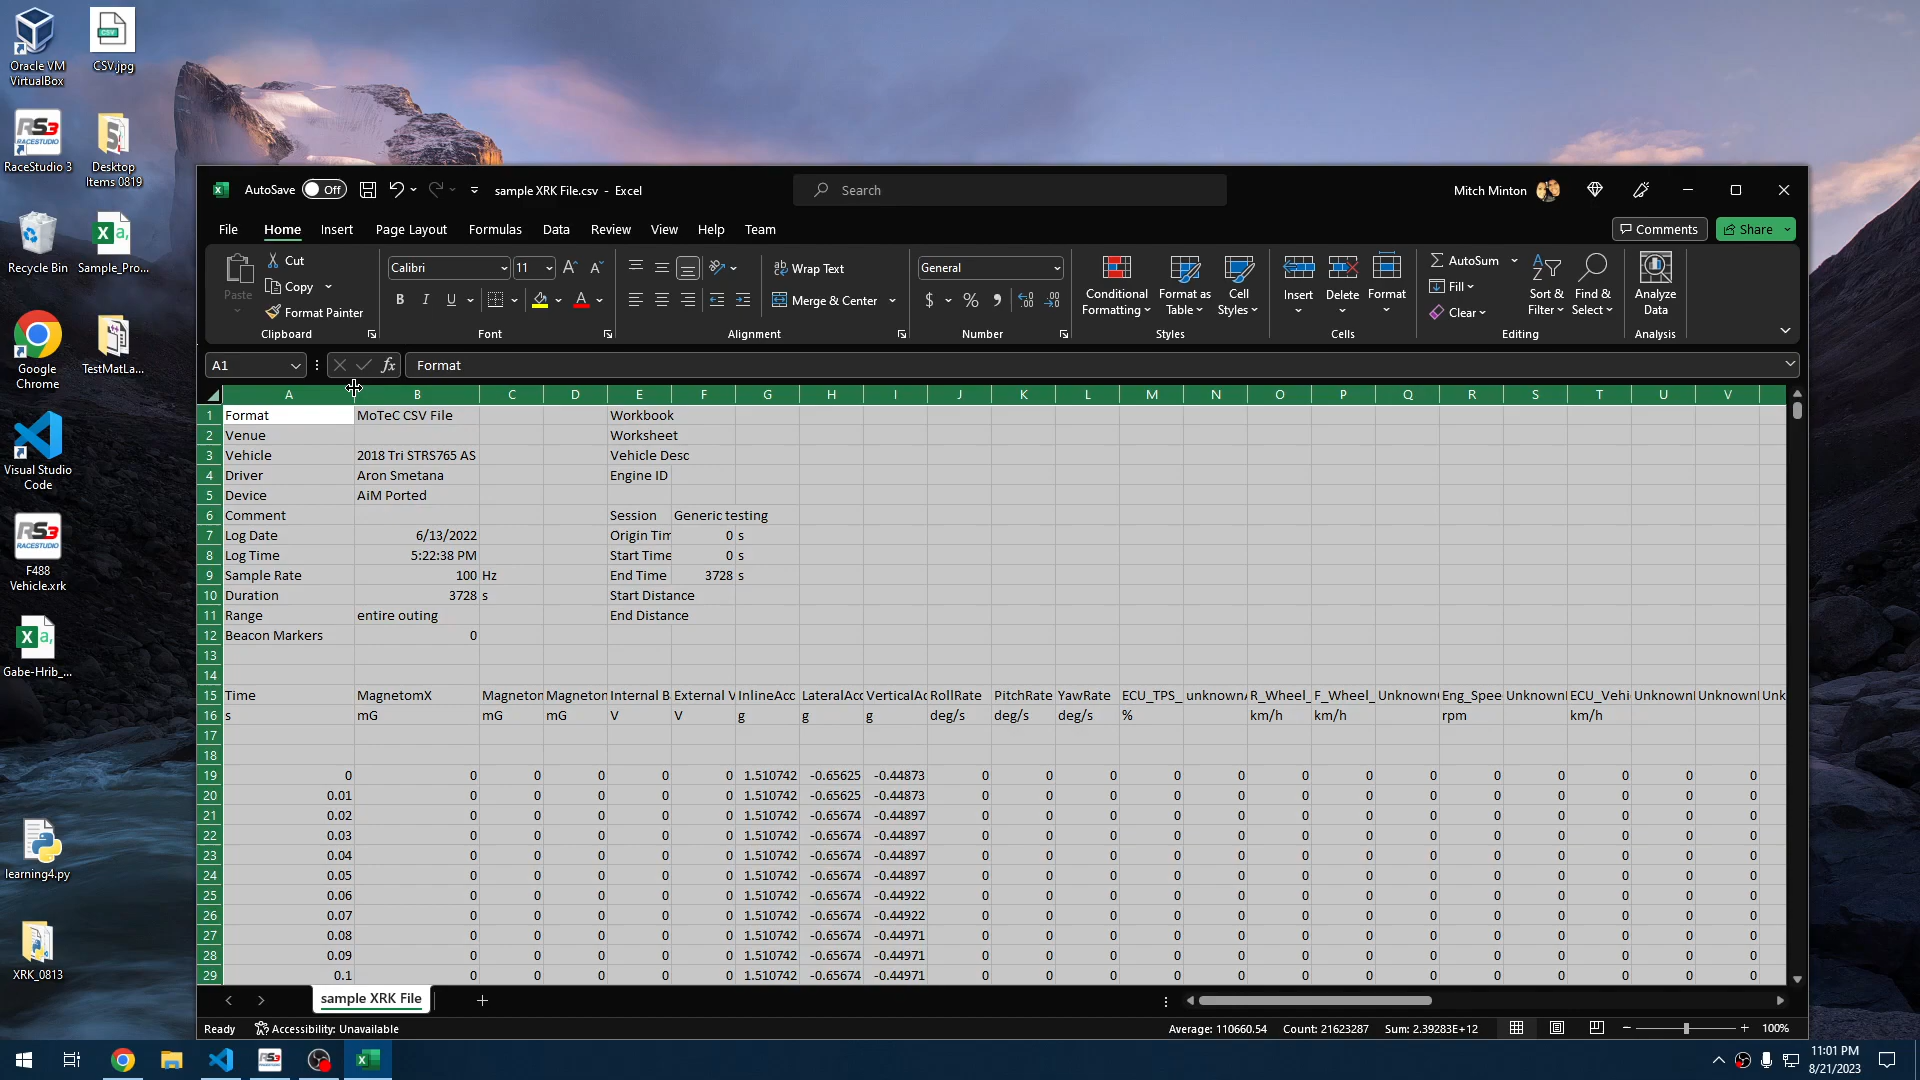 Oracle VM
VirtualBox
CSV.jpg
RaceStudio 3
Desktop
Items 0819
Recycle Bin
Sample_Pro...
Google
Chrome
TestMatLa...
Visual Studio
Code
F488
Vehicle.xrk
Gabe-Hrib_...
learning4.py
XRK_0813
AutoSave Off
sample XRK File.csv - Excel
Search
Mitch Minton
File Home Insert Page Layout Formulas Data Review View Help Team
Comments Share
Paste
Cut
Copy
Format Painter
Clipboard
Calibri 11
B I U
Font
Wrap Text
Merge & Center
Alignment
General
$ % 9
Number
Conditional
Formatting
Format as
Table
Cell
Styles
Styles
Insert Delete Format
Cells
AutoSum
Fill
Clear
Sort &
Filter
Find &
Select
Editing
Analyze
Data
Analysis
A1 fx Format
A B C D E F G H I J K L M N O P Q R S T U V
1 Format MoTeC CSV File Workbook
2 Venue Worksheet
3 Vehicle 2018 Tri STRS765 AS Vehicle Desc
4 Driver Aron Smetana Engine ID
5 Device AiM Ported
6 Comment Session Generic testing
7 Log Date 6/13/2022 Origin Tim 0 s
8 Log Time 5:22:38 PM Start Time 0 s
9 Sample Rate 100 Hz End Time 3728 s
10 Duration 3728 s Start Distance
11 Range entire outing End Distance
12 Beacon Markers 0
13
14
15 Time MagnetomX Magneton Magneton Internal B External V InlineAcc LateralAcc VerticalAc RollRate PitchRate YawRate ECU_TPS_ unknownA R_Wheel_ F_Wheel_ Unknown Eng_Spee Unknown ECU_Vehi Unknown Unknown Unk
16 s mG mG mG V V g g g deg/s deg/s deg/s % km/h km/h rpm km/h
17
18
19 0 0 0 0 0 0 1.510742 -0.65625 -0.44873 0 0 0 0 0 0 0 0 0 0 0 0 0
20 0.01 0 0 0 0 0 1.510742 -0.65625 -0.44873 0 0 0 0 0 0 0 0 0 0 0 0 0
21 0.02 0 0 0 0 0 1.510742 -0.65674 -0.44897 0 0 0 0 0 0 0 0 0 0 0 0 0
22 0.03 0 0 0 0 0 1.510742 -0.65674 -0.44897 0 0 0 0 0 0 0 0 0 0 0 0 0
23 0.04 0 0 0 0 0 1.510742 -0.65674 -0.44897 0 0 0 0 0 0 0 0 0 0 0 0 0
24 0.05 0 0 0 0 0 1.510742 -0.65674 -0.44897 0 0 0 0 0 0 0 0 0 0 0 0 0
25 0.06 0 0 0 0 0 1.510742 -0.65674 -0.44922 0 0 0 0 0 0 0 0 0 0 0 0 0
26 0.07 0 0 0 0 0 1.510742 -0.65674 -0.44922 0 0 0 0 0 0 0 0 0 0 0 0 0
27 0.08 0 0 0 0 0 1.510742 -0.65674 -0.44971 0 0 0 0 0 0 0 0 0 0 0 0 0
28 0.09 0 0 0 0 0 1.510742 -0.65674 -0.44971 0 0 0 0 0 0 0 0 0 0 0 0 0
29 0.1 0 0 0 0 0 1.510742 -0.65674 -0.44971 0 0 0 0 0 0 0 0 0 0 0 0 0
sample XRK File
Ready Accessibility: Unavailable Average: 110660.54 Count: 21623287 Sum: 2.39283E+12 100%
11:01 PM
8/21/2023